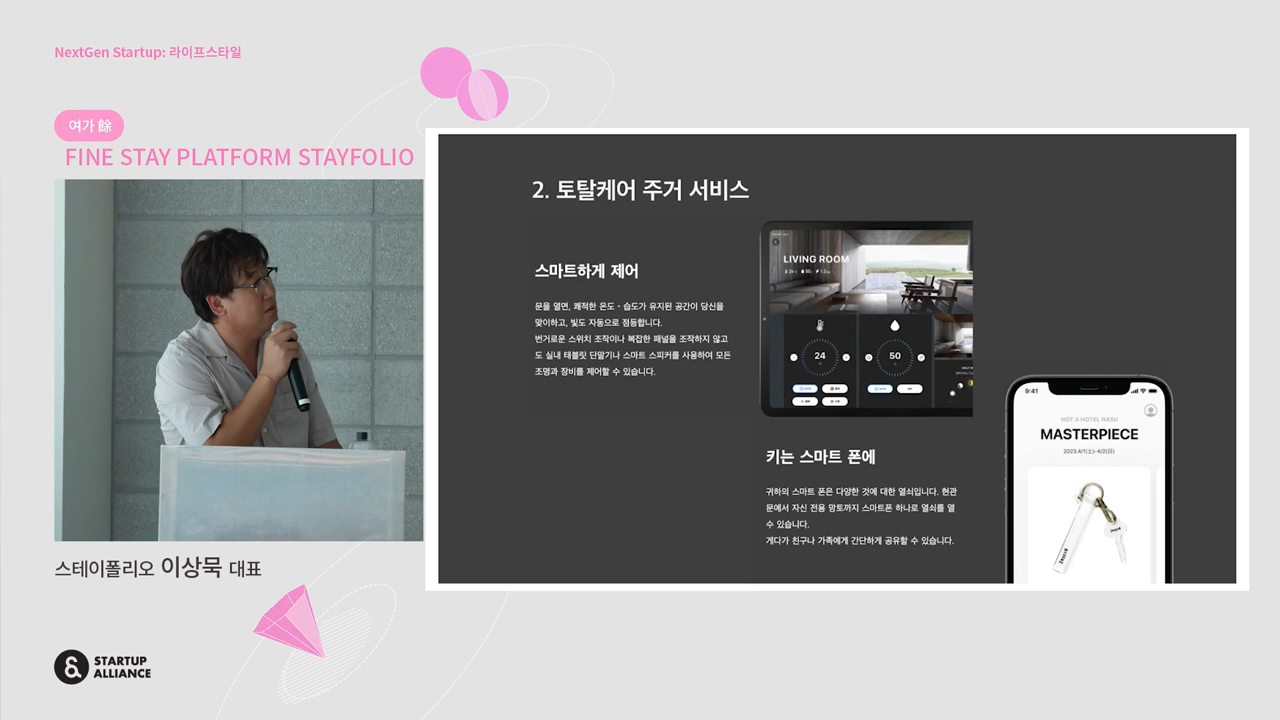 NextGen Startup: 라이프스타일
여가 餘
FINE STAY PLATFORM STAYFOLIO
2. 토탈케어 주거 서비스
스마트하게 제어
문을 열면, 쾌적한 온도・습도가 유지된 공간이 당신을
맞이하고, 빛도 자동으로 점등합니다.
번거로운 스위치 조작이나 복잡한 패널을 조작하지 않고
도 실내 태블릿 단말기나 스마트 스피커를 사용하여 모든
조명과 장비를 제어할 수 있습니다.
LIVING ROOM
24
50
키는 스마트 폰에
귀하의 스마트 폰은 다양한 것에 대한 열쇠입니다. 현관
문에서 자신 전용 망토까지 스마트폰 하나로 열쇠를 열
수 있습니다.
게다가 친구나 가족에게 간단하게 공유할 수 있습니다.
9:41
NOT A HOTEL NASU
MASTERPIECE
2023.4/1(土)-4/2(日)
스테이폴리오 이상묵 대표
STARTUP
ALLIANCE